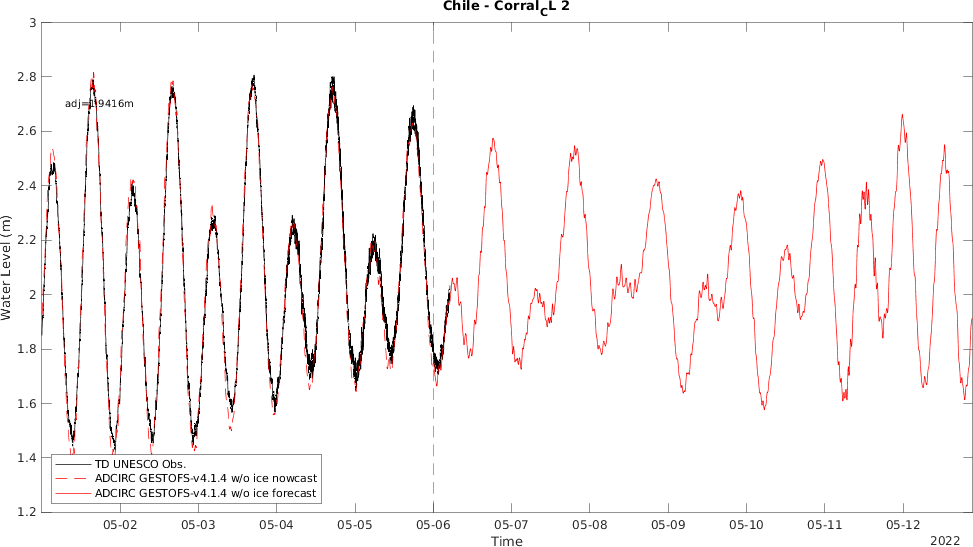 Chile - Corral_CL 2
3
2.8
adj=1.9416m
2.6
2.4
2.2
2
1.8
1.6
1.4
1.2
Water Level (m)
TD UNESCO Obs.
ADCIRC GESTOFS-v4.1.4 w/o ice nowcast
ADCIRC GESTOFS-v4.1.4 w/o ice forecast
05-02 05-03 05-04 05-05 05-06 05-07 05-08 05-09 05-10 05-11 05-12
Time
2022